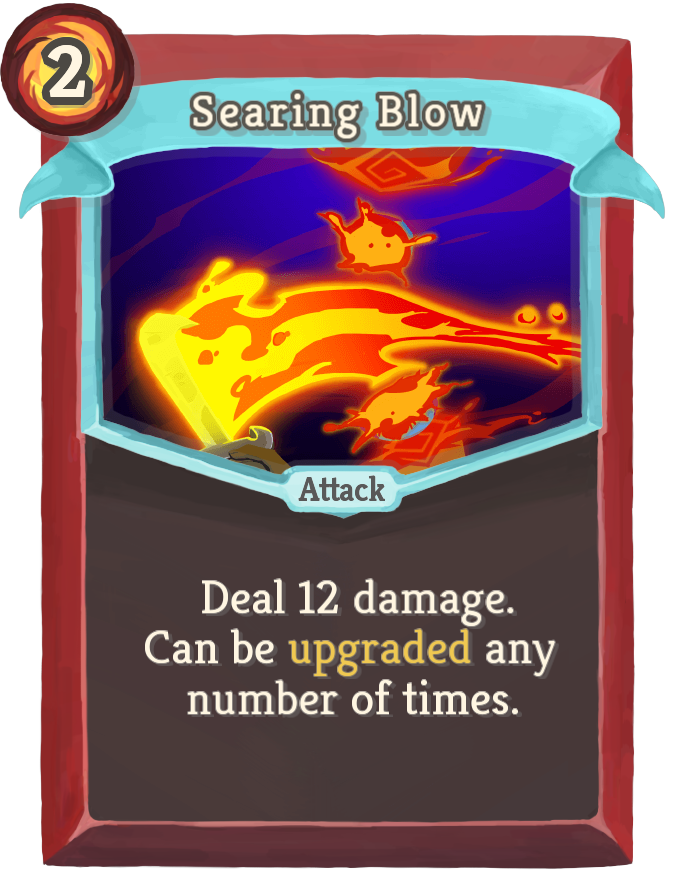 2
Searing Blow
Attack
Deal 12 damage.
Can be upgraded any
number of times.